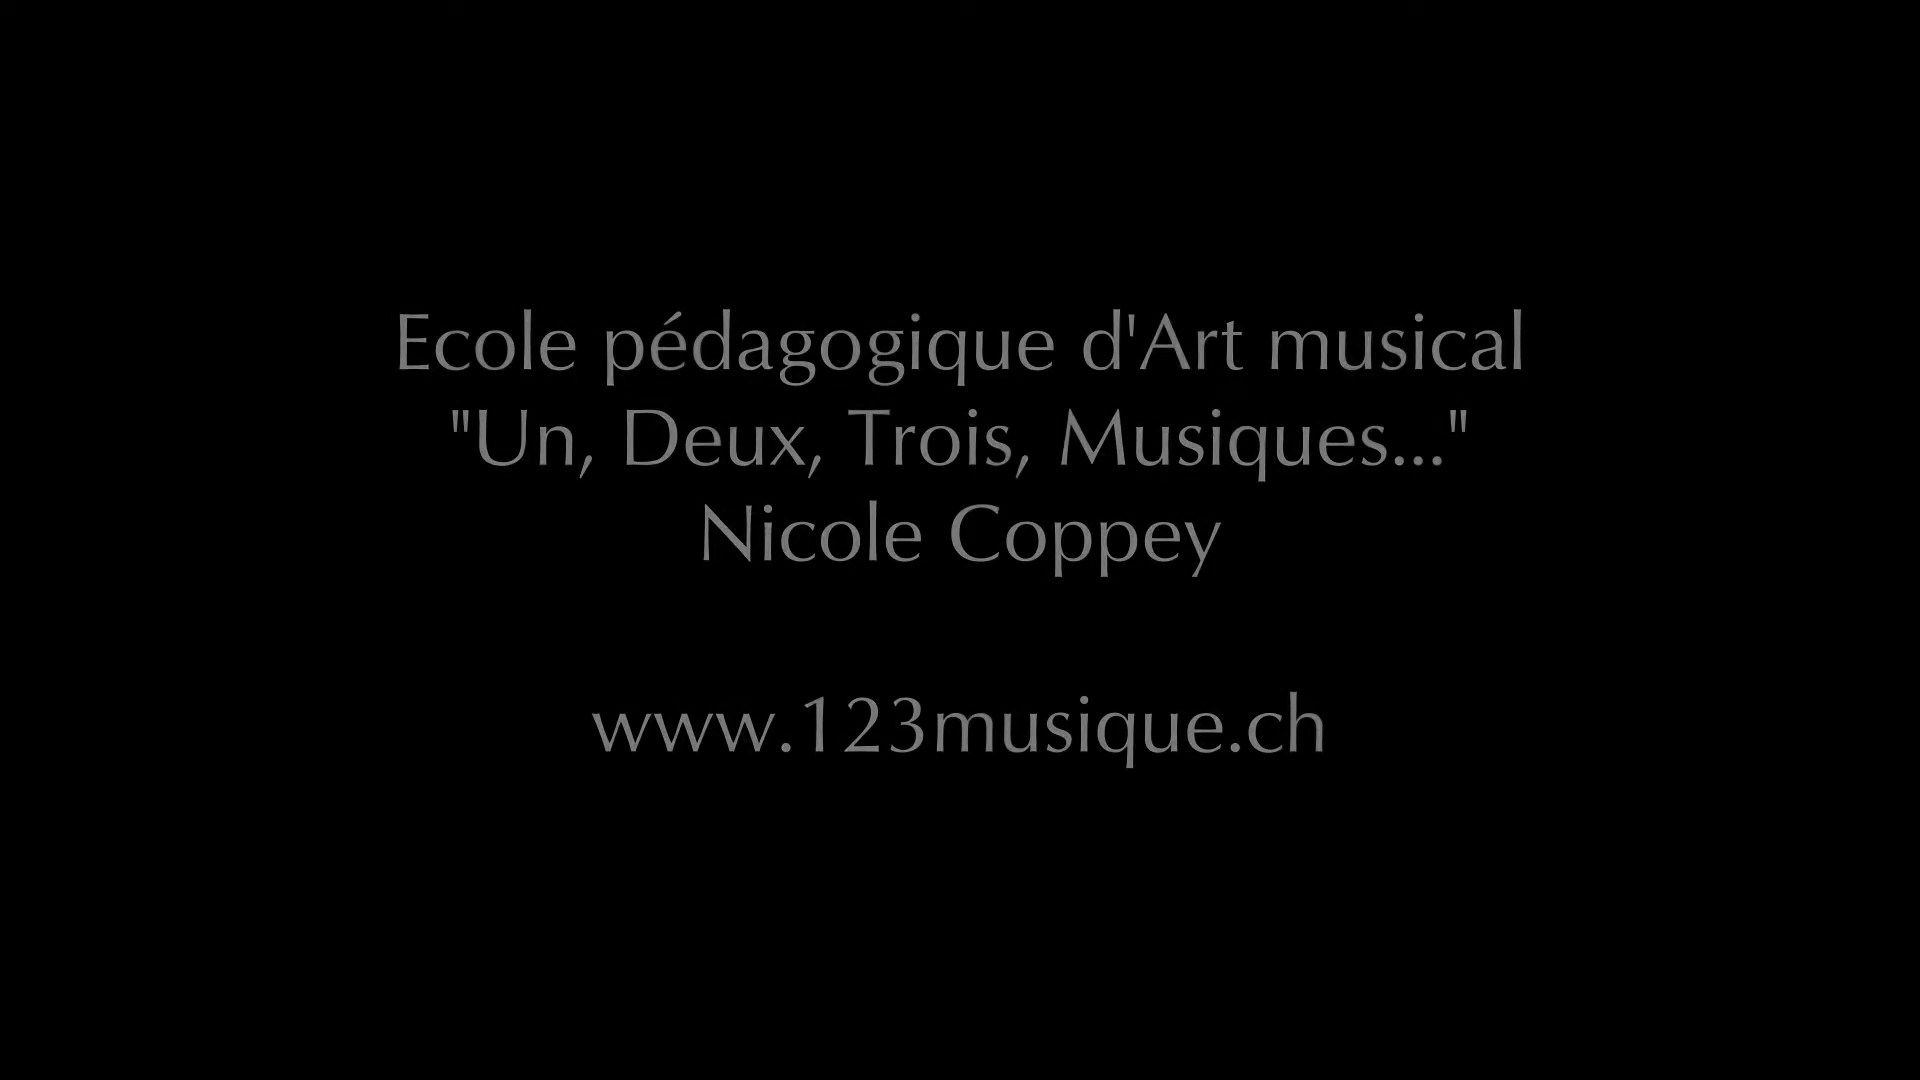 Ecole pédagogique d'Art musical
"Un, Deux, Trois, Musiques..."
Nicole Coppey
www.123musique.ch